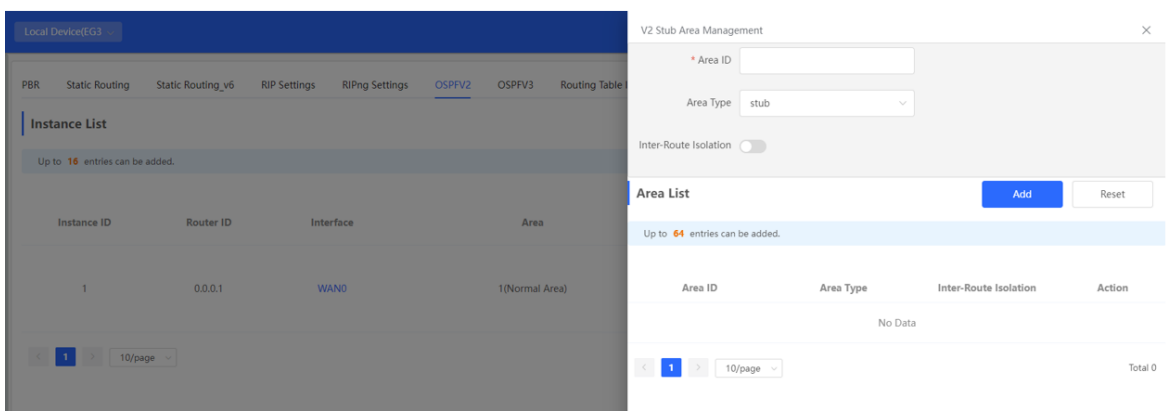 Local Device(EG3
PBR Static Routing Static Routing_v6 RIP Settings RIPng Settings OSPFV2 OSPFV3 Routing Table
Instance List
Up to 16 entries can be added.
Instance ID Router ID Interface Area
1 0.0.0.1 WAN0 1(Normal Area)
< 1 > 10/page
V2 Stub Area Management
* Area ID
Area Type stub
Inter-Route Isolation
Area List Add Reset
Up to 64 entries can be added.
Area ID Area Type Inter-Route Isolation Action
No Data
< 1 > 10/page Total 0